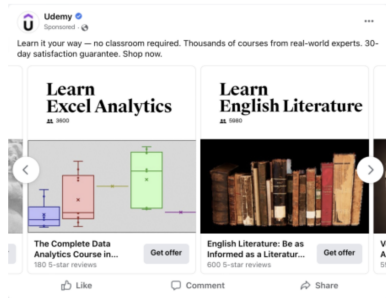 Udemy
Sponsored ·
Learn it your way — no classroom required. Thousands of courses from real-world experts. 30-
day satisfaction guarantee. Shop now.
Learn
Excel Analytics
3600
The Complete Data
Analytics Course in...
180 5-star reviews
Get offer
Learn
English Literature
5980
English Literature: Be as
Informed as a Literatur...
600 5-star reviews
Get offer
Like
Comment
Share